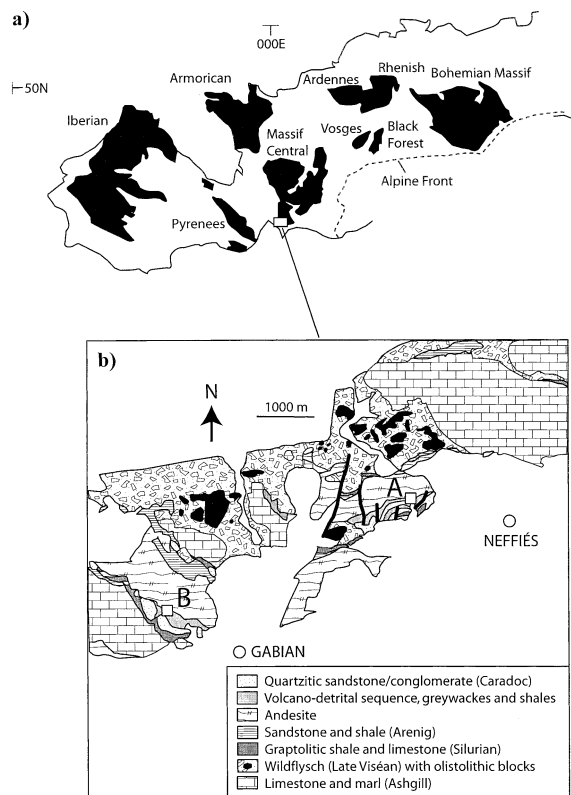 a)
000E
50N
Armorican
Ardennes
Rhenish
Bohemian Massif
Iberian
Massif
Central
Vosges
Black
Forest
Alpine Front
Pyrenees
b)
N
1000 m
A
NEFFIÉS
B
GABIAN
Quartzitic sandstone/conglomerate (Caradoc)
Volcano-detrital sequence, greywackes and shales
Andesite
Sandstone and shale (Arenig)
Graptolitic shale and limestone (Silurian)
Wildflysch (Late Viséan) with olistolithic blocks
Limestone and marl (Ashgill)